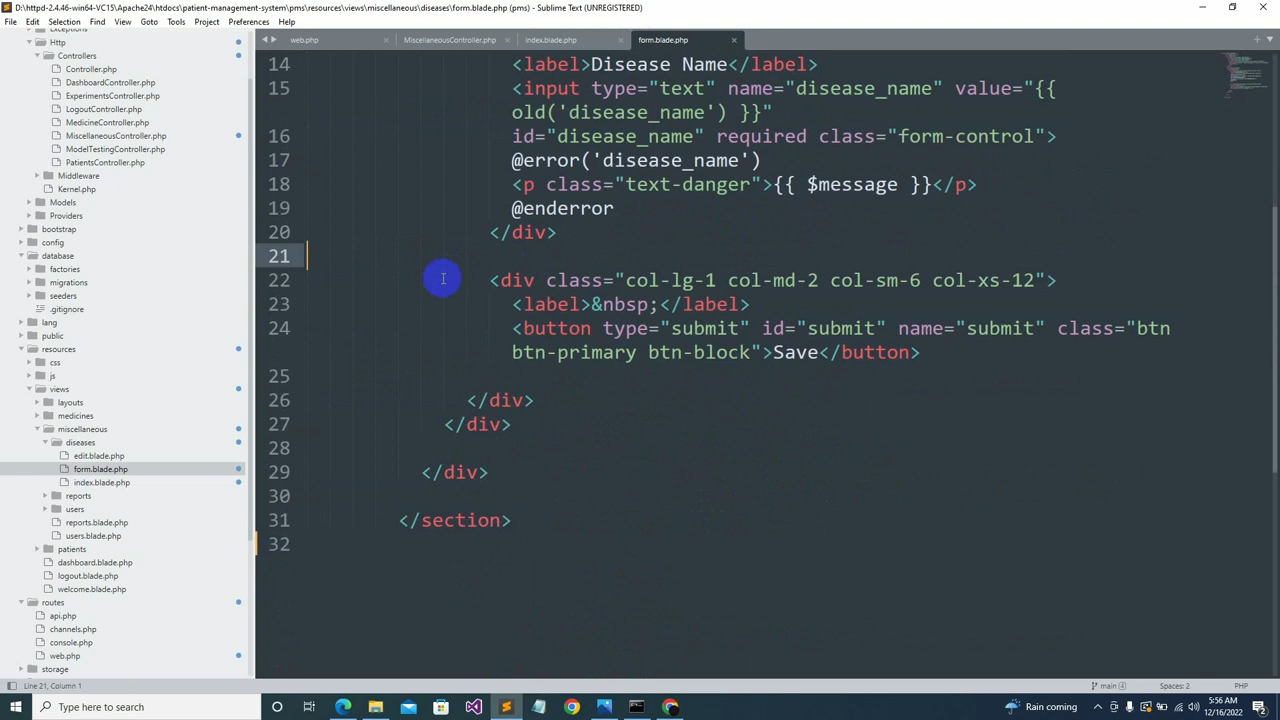 D:\httpd-2.4.46-win64-VC15\Apache24\htdocs\patient-management-system\pms\resources\views\miscellaneous\diseases\form.blade.php (pms) - Sublime Text (UNREGISTERED)
File Edit Selection Find View Goto Tools Project Preferences Help
Exceptions
Http
Controllers
Controller.php
DashboardController.php
ExperimentsController.php
LogoutController.php
MedicineController.php
MiscellaneousController.php
ModelTestingController.php
PatientsController.php
Middleware
Kernel.php
Models
Providers
bootstrap
config
database
factories
migrations
seeders
.gitignore
lang
public
resources
css
js
views
layouts
medicines
miscellaneous
diseases
edit.blade.php
form.blade.php
index.blade.php
reports
users
reports.blade.php
users.blade.php
patients
dashboard.blade.php
logout.blade.php
welcome.blade.php
routes
api.php
channels.php
console.php
web.php
storage
web.php MiscellaneousController.php index.blade.php form.blade.php
14 <label>Disease Name</label>
15 <input type="text" name="disease_name" value="{{
old('disease_name') }}"
16 id="disease_name" required class="form-control">
17 @error('disease_name')
18 <p class="text-danger">{{ $message }}</p>
19 @enderror
20 </div>
21
22 <div class="col-lg-1 col-md-2 col-sm-6 col-xs-12">
23 <label>&nbsp;</label>
24 <button type="submit" id="submit" name="submit" class="btn
btn-primary btn-block">Save</button>
25
26 </div>
27 </div>
28
29 </div>
30
31 </section>
32
Line 21, Column 1 main 4 Spaces: 2 PHP
Type here to search Rain coming 5:56 AM
12/16/2022 2